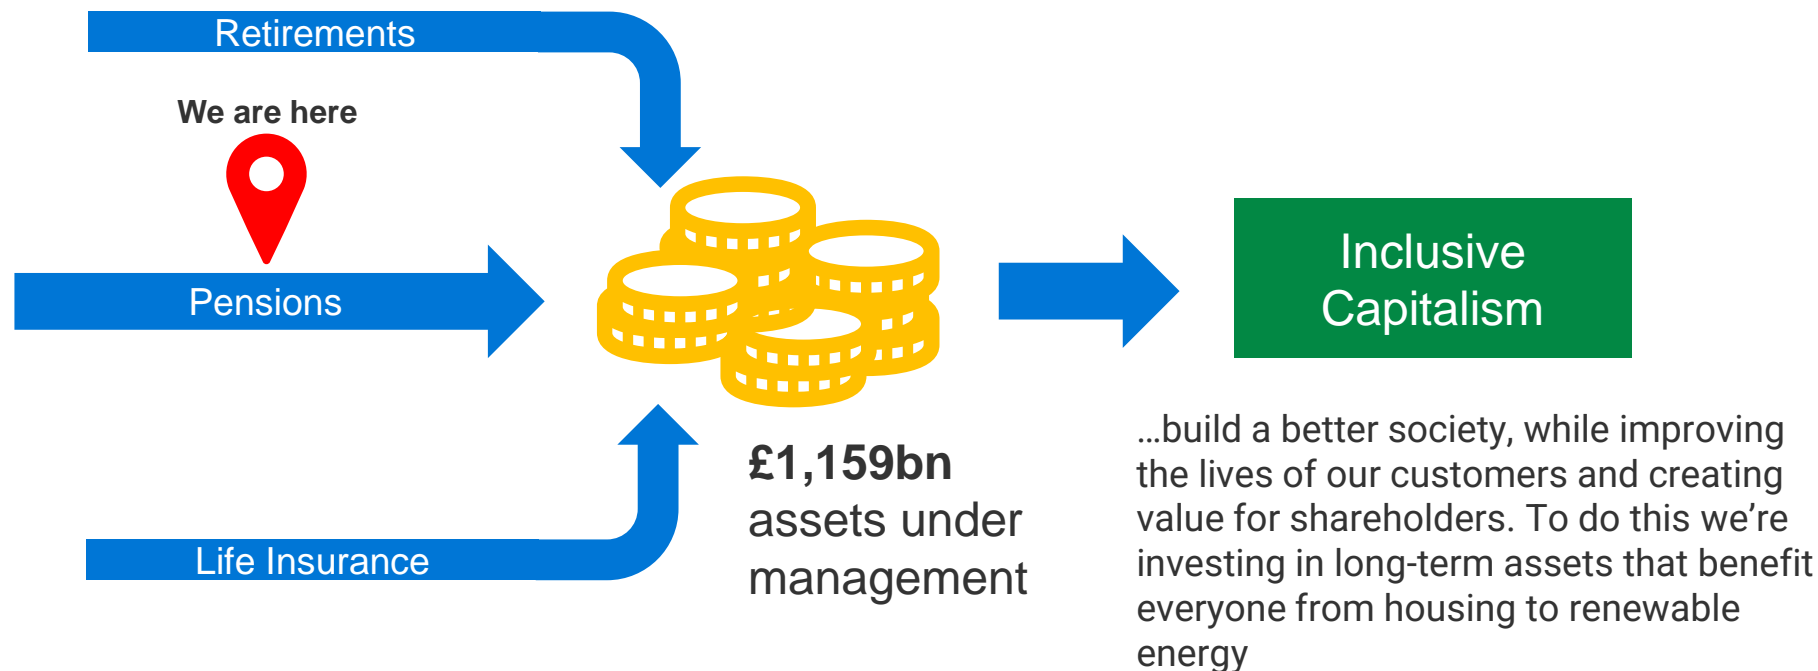 Retirements
We are here
Pensions
Life Insurance
£1,159bn
assets under
management
Inclusive
Capitalism
...build a better society, while improving
the lives of our customers and creating
value for shareholders. To do this we’re
investing in long-term assets that benefit
everyone from housing to renewable
energy